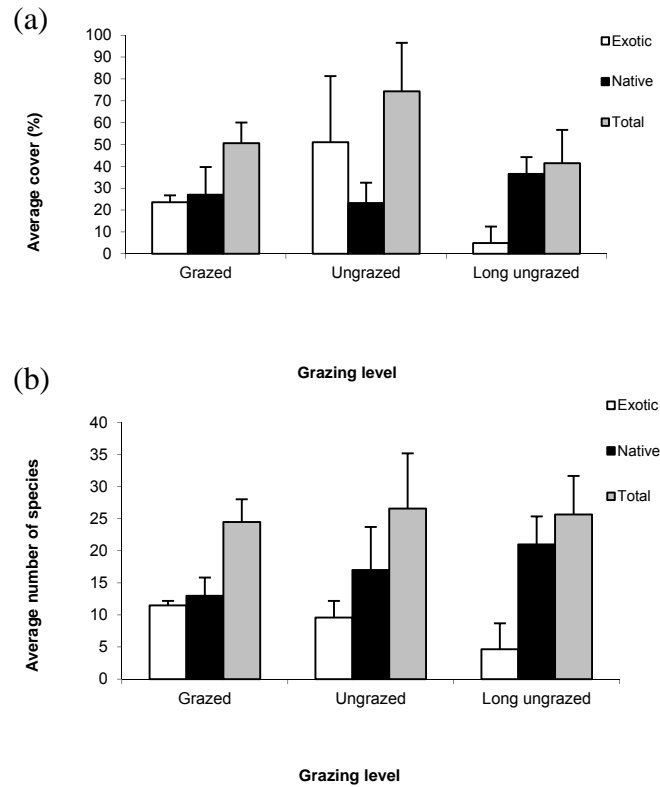 (a)
Average cover (%)
100
90
80
70
60
50
40
30
20
10
0
Exotic
Native
Total
Grazed Ungrazed Long ungrazed
Grazing level
(b)
Average number of species
40
35
30
25
20
15
10
5
0
Exotic
Native
Total
Grazed Ungrazed Long ungrazed
Grazing level